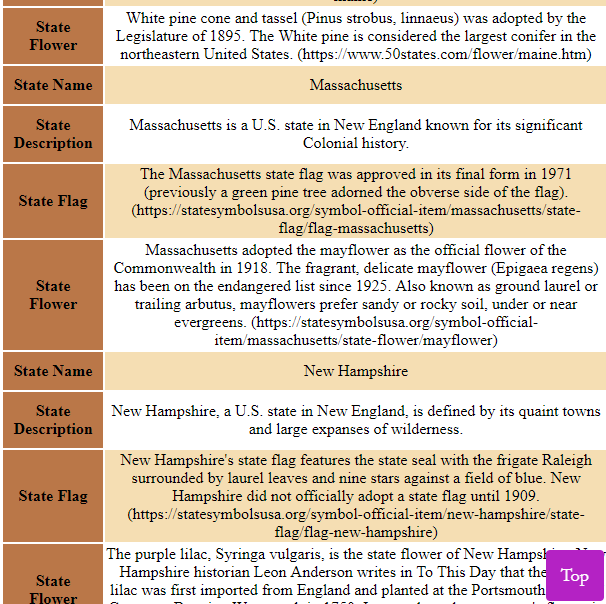 State Flower
White pine cone and tassel (Pinus strobus, linnaeus) was adopted by the
Legislature of 1895. The White pine is considered the largest conifer in the
northeastern United States. (https://www.50states.com/flower/maine.htm)
State Name
Massachusetts
State Description
Massachusetts is a U.S. state in New England known for its significant
Colonial history.
State Flag
The Massachusetts state flag was approved in its final form in 1971
(previously a green pine tree adorned the obverse side of the flag).
(https://statesymbolsusa.org/symbol-official-item/massachusetts/state-
flag/flag-massachusetts)
State Flower
Massachusetts adopted the mayflower as the official flower of the
Commonwealth in 1918. The fragrant, delicate mayflower (Epigaea regens)
has been on the endangered list since 1925. Also known as ground laurel or
trailing arbutus, mayflowers prefer sandy or rocky soil, under or near
evergreens. (https://statesymbolsusa.org/symbol-official-
item/massachusetts/state-flower/mayflower)
State Name
New Hampshire
State Description
New Hampshire, a U.S. state in New England, is defined by its quaint towns
and large expanses of wilderness.
State Flag
New Hampshire's state flag features the state seal with the frigate Raleigh
surrounded by laurel leaves and nine stars against a field of blue. New
Hampshire did not officially adopt a state flag until 1909.
(https://statesymbolsusa.org/symbol-official-item/new-hampshire/state-
flag/flag-new-hampshire)
State Flower
The purple lilac, Syringa vulgaris, is the state flower of New
Hampshire historian Leon Anderson writes in To This Day that the
lilac was first imported from England and planted at the Portsmouth
Top